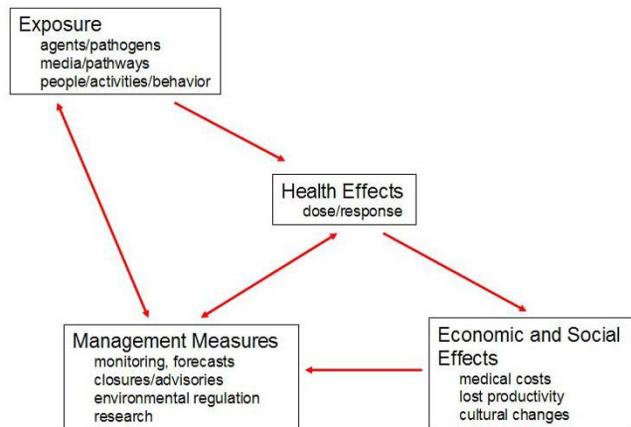 Exposure
agents/pathogens
media/pathways
people/activities/behavior
Health Effects
dose/response
Management Measures
monitoring, forecasts
closures/advisories
environmental regulation
research
Economic and Social
Effects
medical costs
lost productivity
cultural changes